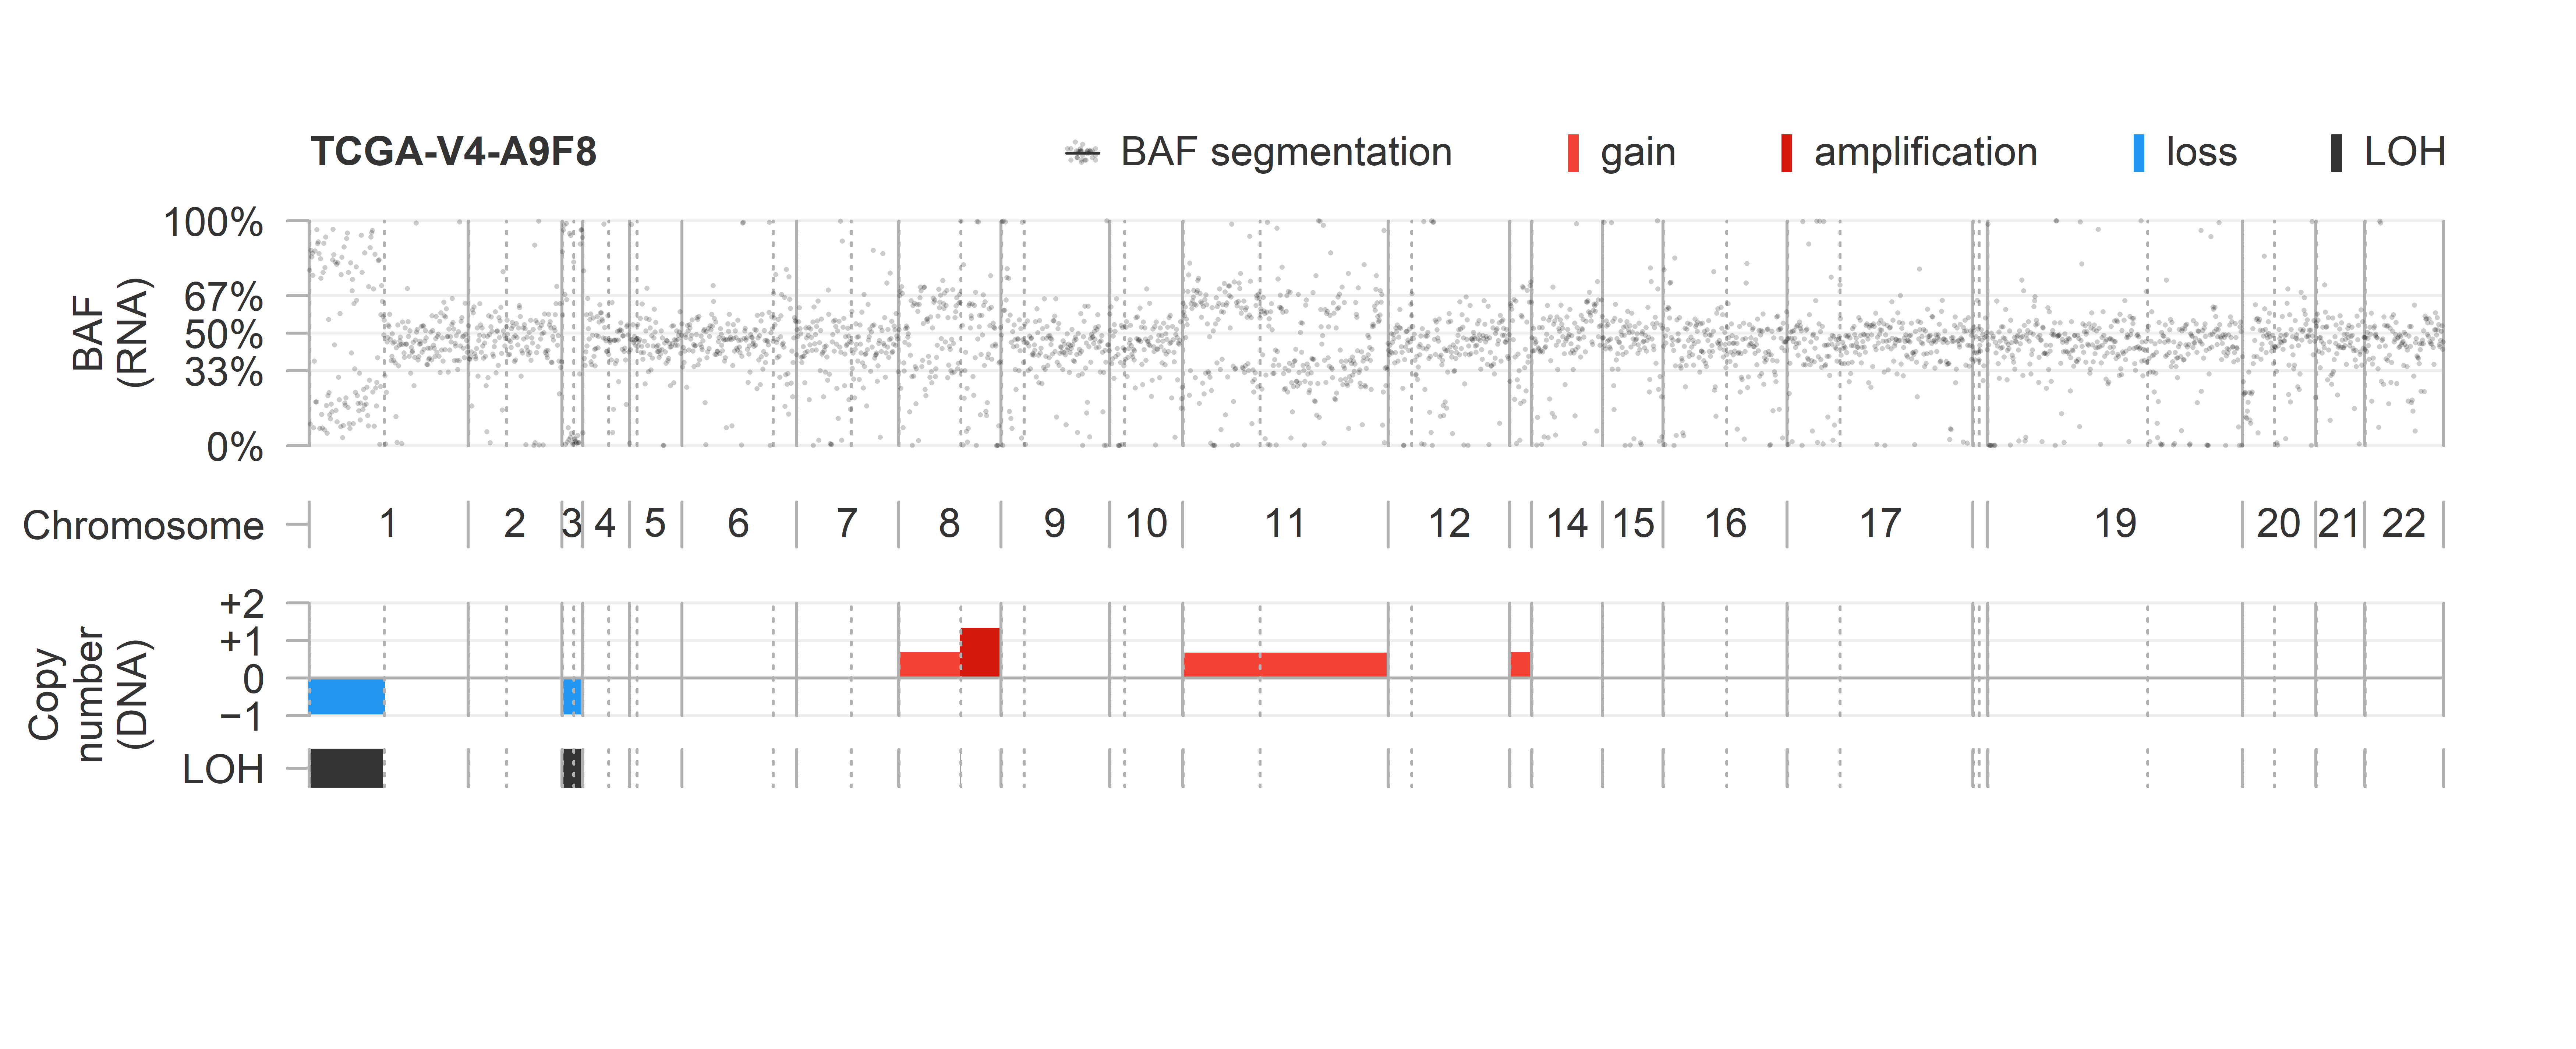 TCGA-V4-A9F8
BAF segmentation gain amplification loss LOH
BAF
(RNA)
100%
67%
50%
33%
0%
Chromosome 1 2 3 4 5 6 7 8 9 10 11 12 14 15 16 17 19 20 21 22
Copy
number
(DNA)
+2
+1
0
−1
LOH